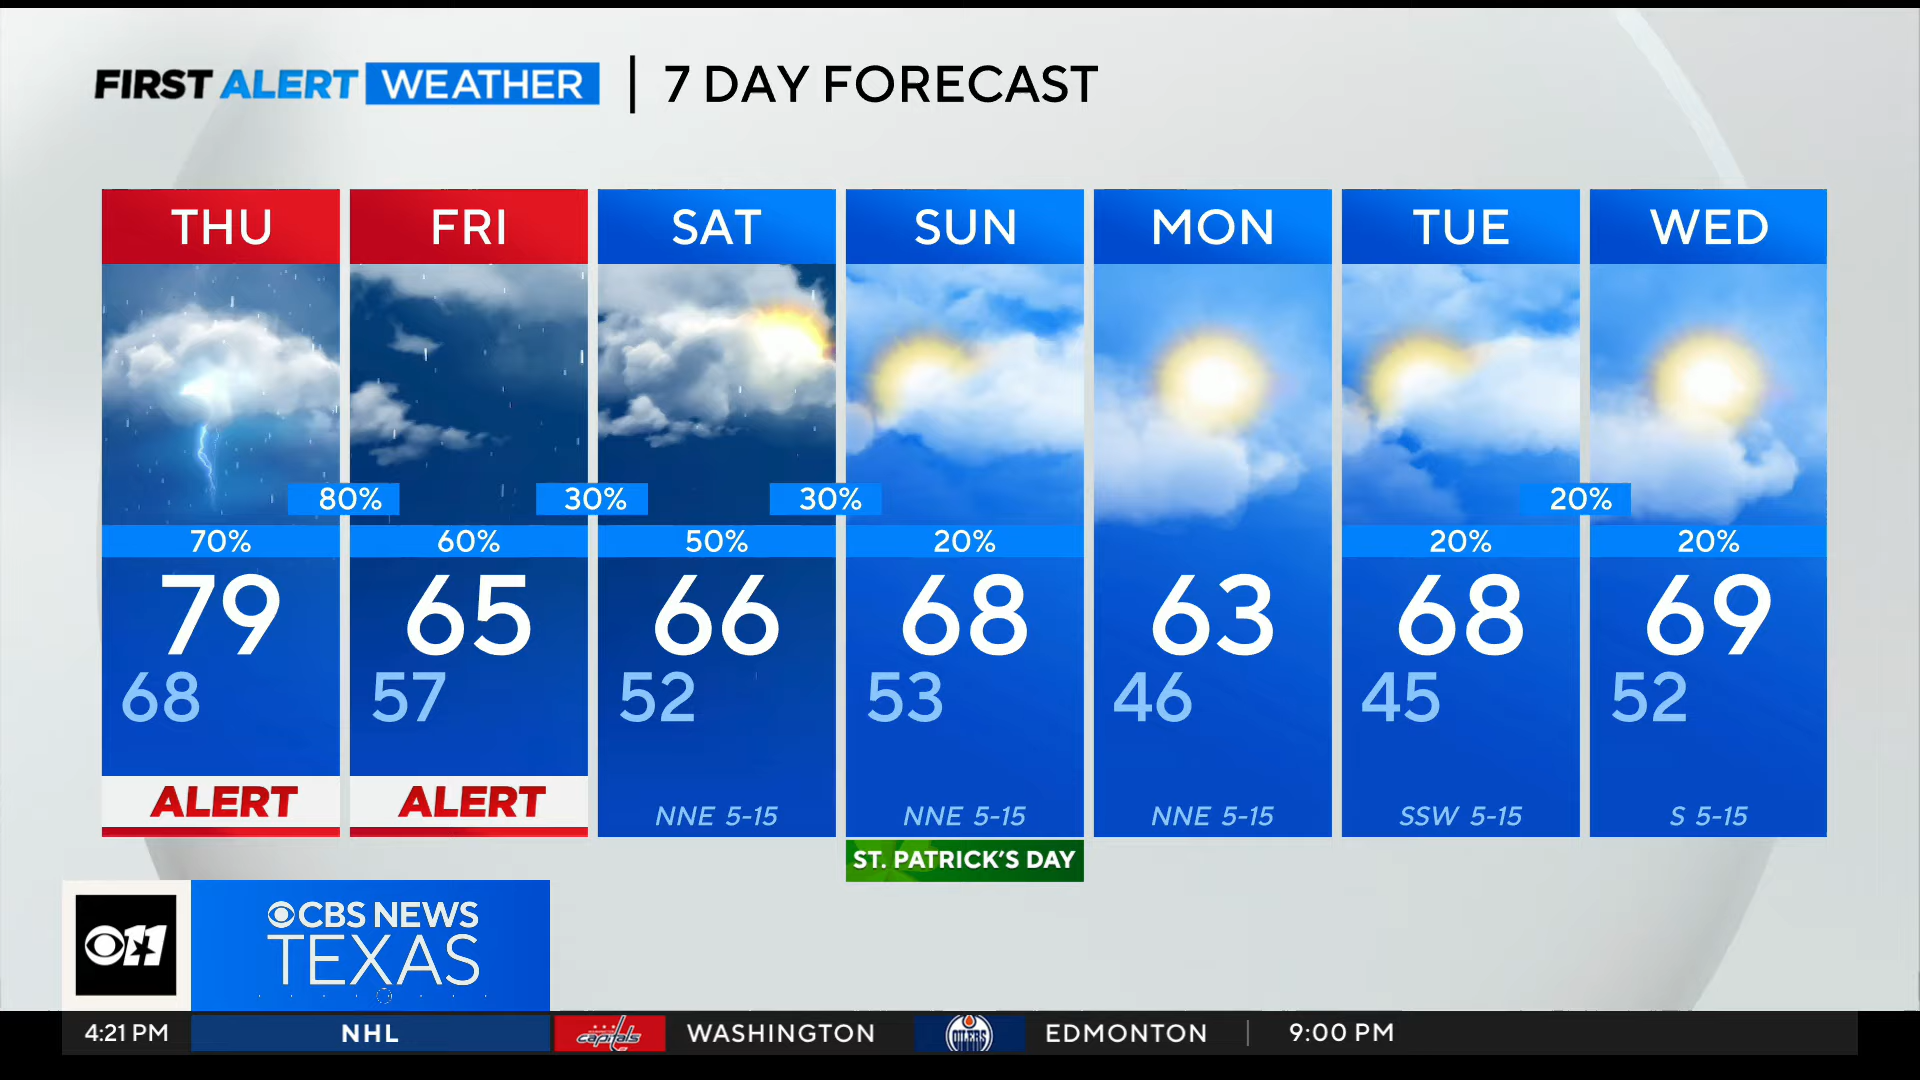 FIRST ALERT WEATHER | 7 DAY FORECAST
THU FRI SAT SUN MON TUE WED
80% 30% 30% 20%
70% 60% 50% 20% 20% 20%
79 65 66 68 63 68 69
68 57 52 53 46 45 52
ALERT ALERT NNE 5-15 NNE 5-15 NNE 5-15 SSW 5-15 S 5-15
ST. PATRICK'S DAY
11 CBS NEWS
TEXAS
4:21 PM NHL capitals WASHINGTON OILERS EDMONTON | 9:00 PM